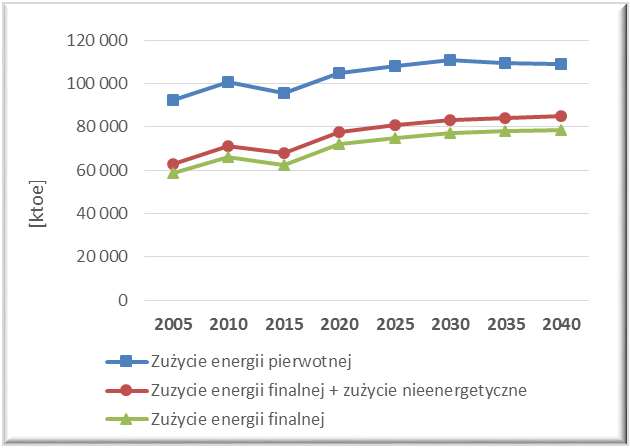 120 000
100 000
80 000
60 000
40 000
20 000
0
[ktoe]
2005 2010 2015 2020 2025 2030 2035 2040
Zużycie energii pierwotnej
Zuzycie energii finalnej + zużycie nieenergetyczne
Zużycie energii finalnej